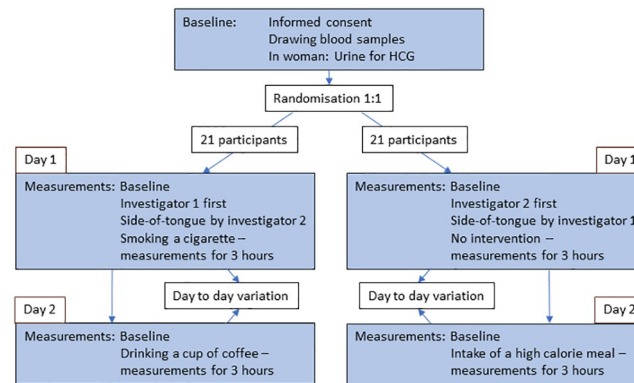 Baseline: Informed consent
Drawing blood samples
In woman: Urine for HCG
Randomisation 1:1
21 participants
21 participants
Day 1
Measurements: Baseline
Investigator 1 first
Side-of-tongue by investigator 2
Smoking a cigarette –
measurements for 3 hours
Day 1
Measurements: Baseline
Investigator 2 first
Side-of-tongue by investigator 1
No intervention –
measurements for 3 hours
Day to day variation
Day to day variation
Day 2
Measurements: Baseline
Drinking a cup of coffee –
measurements for 3 hours
Day 2
Measurements: Baseline
Intake of a high calorie meal –
measurements for 3 hours